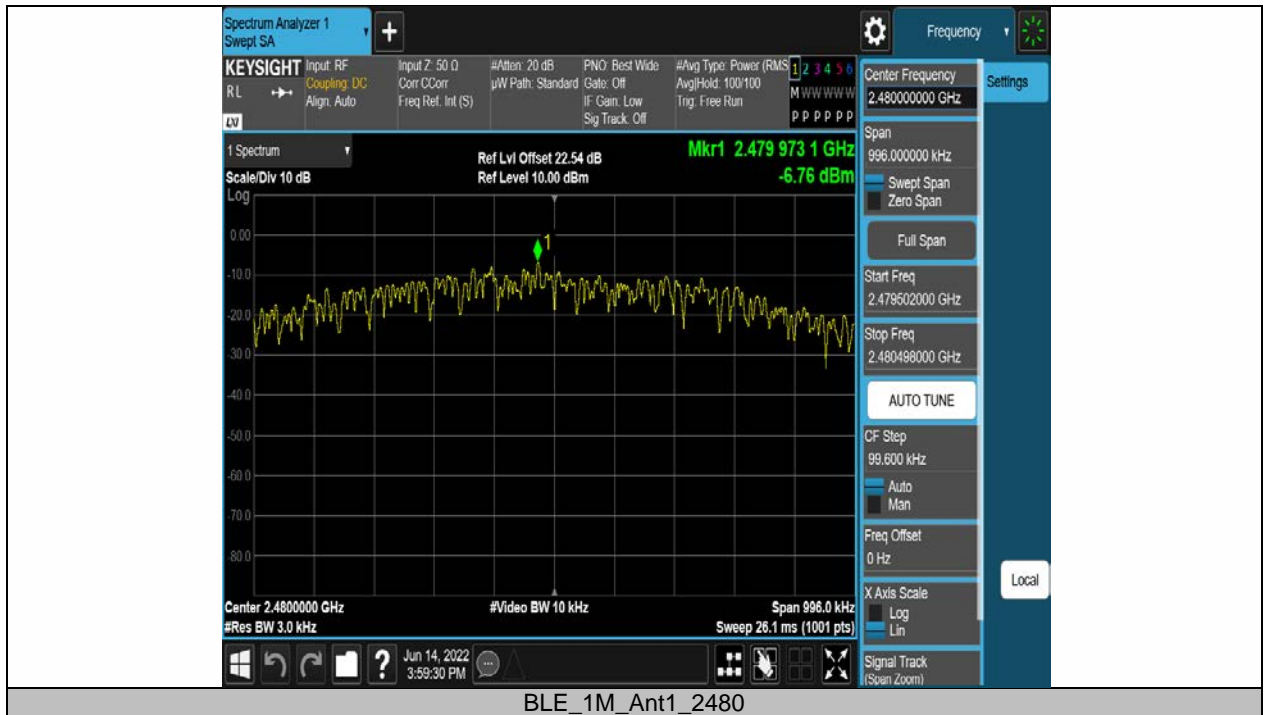 Spectrum Analyzer 1
Swept SA
+
Frequency
KEYSIGHT
RL
LXI
Input: RF
Coupling: DC
Align: Auto
Input Z: 50 Ω
Corr CCorr
Freq Ref: Int (S)
#Atten: 20 dB
µW Path: Standard
PNO: Best Wide
Gate: Off
IF Gain: Low
Sig Track: Off
#Avg Type: Power (RMS
Avg|Hold: 100/100
Trig: Free Run
1 2 3 4 5 6
M W W W W W
P P P P P P
1 Spectrum
Scale/Div 10 dB
Log
Ref Lvl Offset 22.54 dB
Ref Level 10.00 dBm
Mkr1 2.479 973 1 GHz
-6.76 dBm
1
0.00
-10.0
-20.0
-30.0
-40.0
-50.0
-60.0
-70.0
-80.0
Center 2.4800000 GHz
#Res BW 3.0 kHz
#Video BW 10 kHz
Span 996.0 kHz
Sweep 26.1 ms (1001 pts)
Center Frequency
2.480000000 GHz
Span
996.000000 kHz
Swept Span
Zero Span
Full Span
Start Freq
2.479502000 GHz
Stop Freq
2.480498000 GHz
AUTO TUNE
CF Step
99.600 kHz
Auto
Man
Freq Offset
0 Hz
X Axis Scale
Log
Lin
Signal Track
(Span Zoom)
Settings
Local
?
Jun 14, 2022
3:59:30 PM
BLE_1M_Ant1_2480